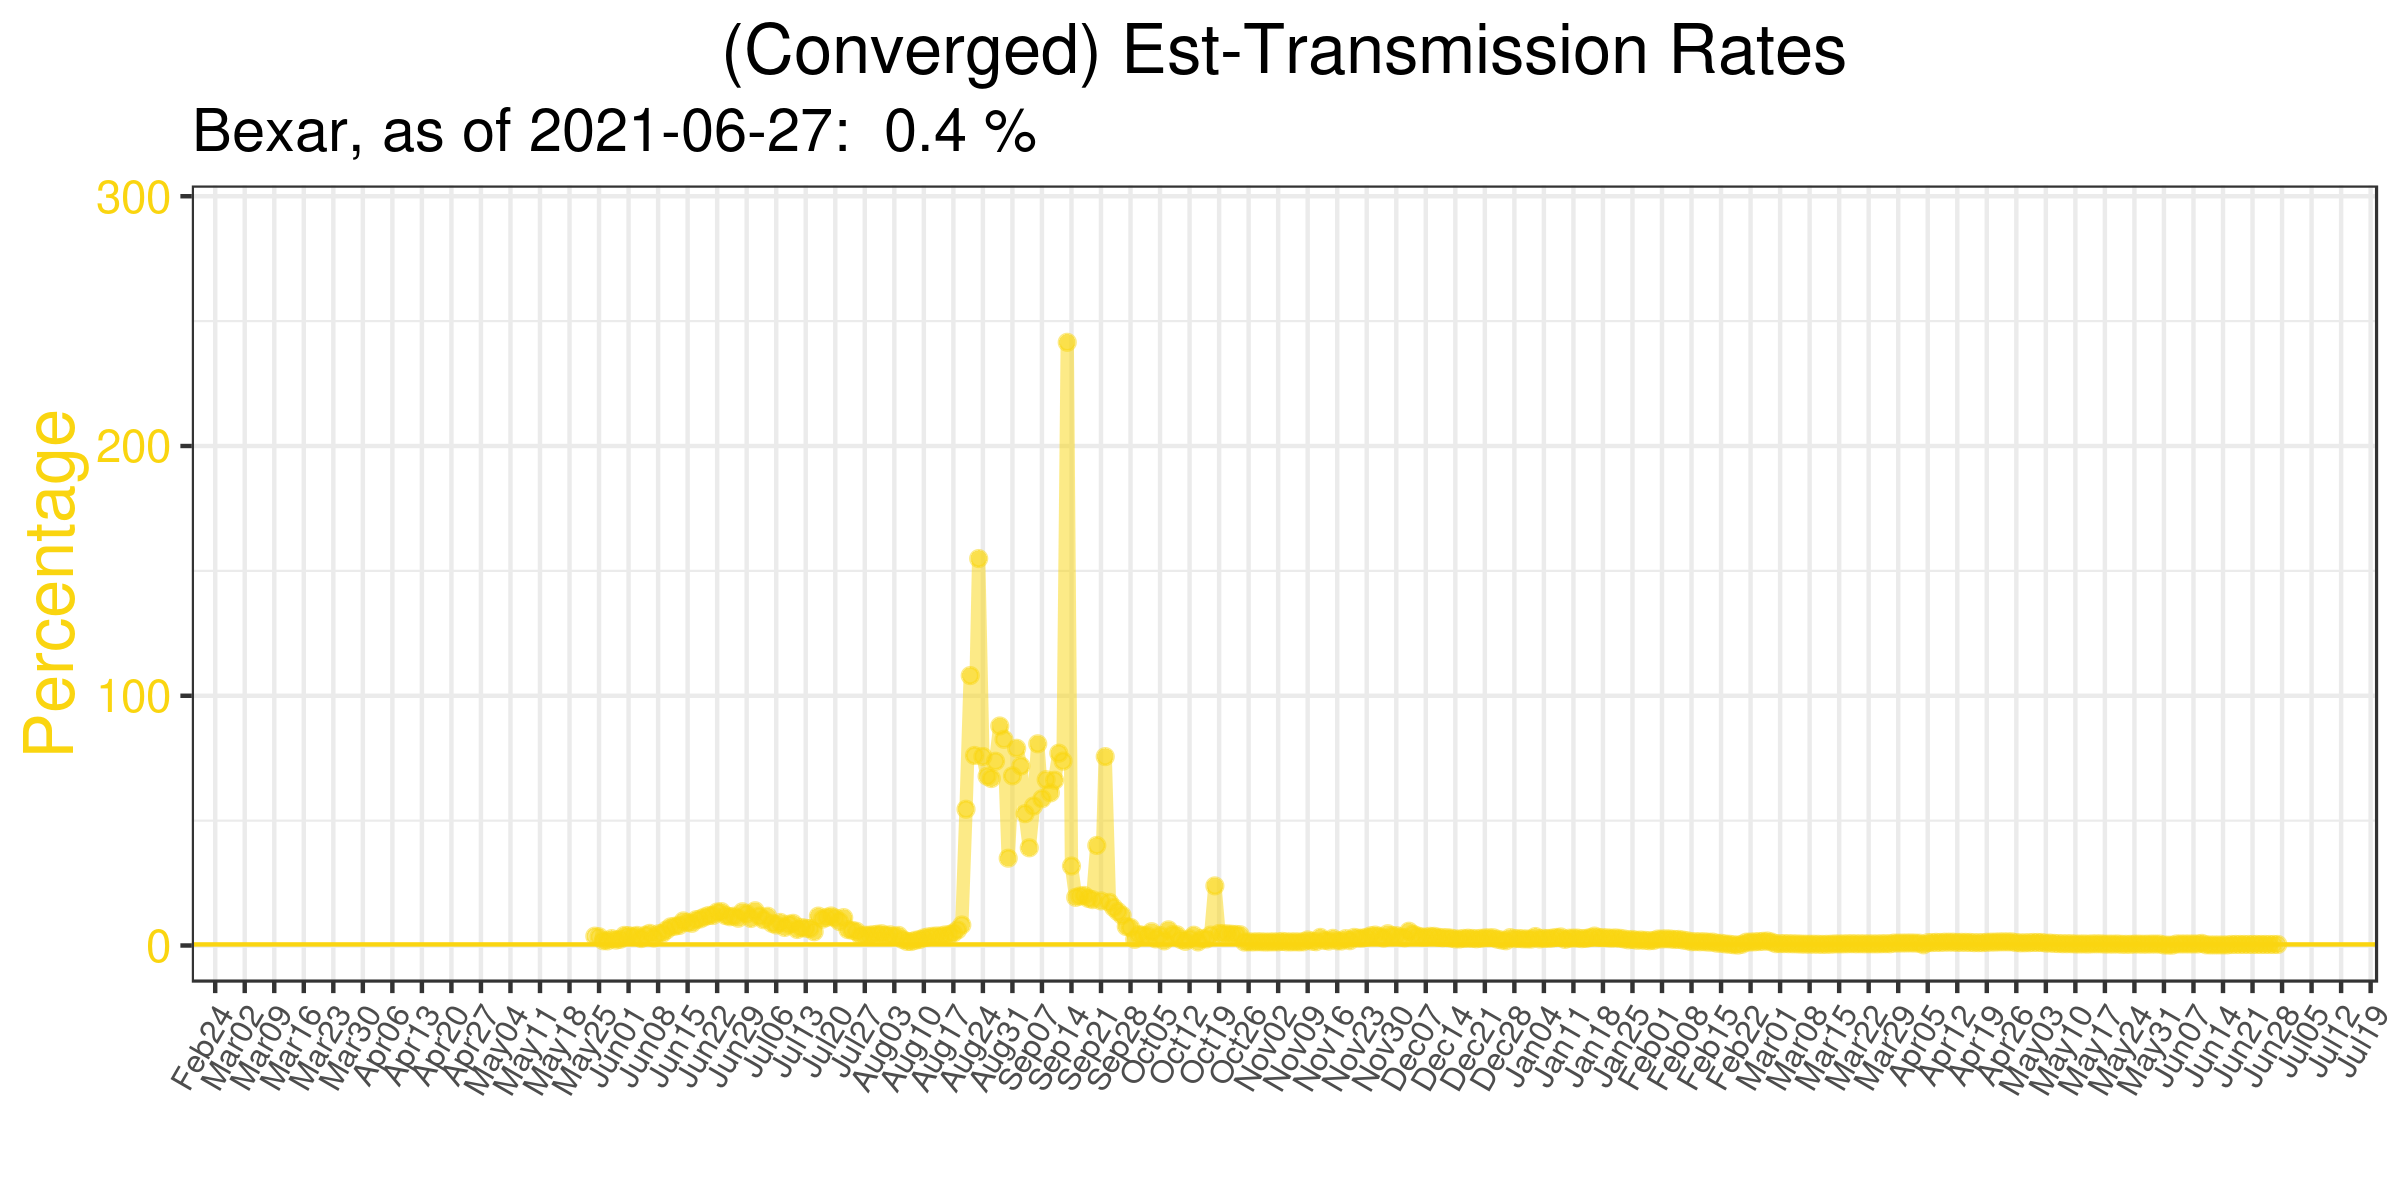 (Converged) Est-Transmission Rates
Bexar, as of 2021-06-27:  0.4 %
Percentage
300
200
100
0
Feb24
Mar02
Mar09
Mar16
Mar23
Mar30
Apr06
Apr13
Apr20
Apr27
May04
May11
May18
May25
Jun01
Jun08
Jun15
Jun22
Jun29
Jul06
Jul13
Jul20
Jul27
Aug03
Aug10
Aug17
Aug24
Aug31
Sep07
Sep14
Sep21
Sep28
Oct05
Oct12
Oct19
Oct26
Nov02
Nov09
Nov16
Nov23
Nov30
Dec07
Dec14
Dec21
Dec28
Jan04
Jan11
Jan18
Jan25
Feb01
Feb08
Feb15
Feb22
Mar01
Mar08
Mar15
Mar22
Mar29
Apr05
Apr12
Apr19
Apr26
May03
May10
May17
May24
May31
Jun07
Jun14
Jun21
Jun28
Jul05
Jul12
Jul19